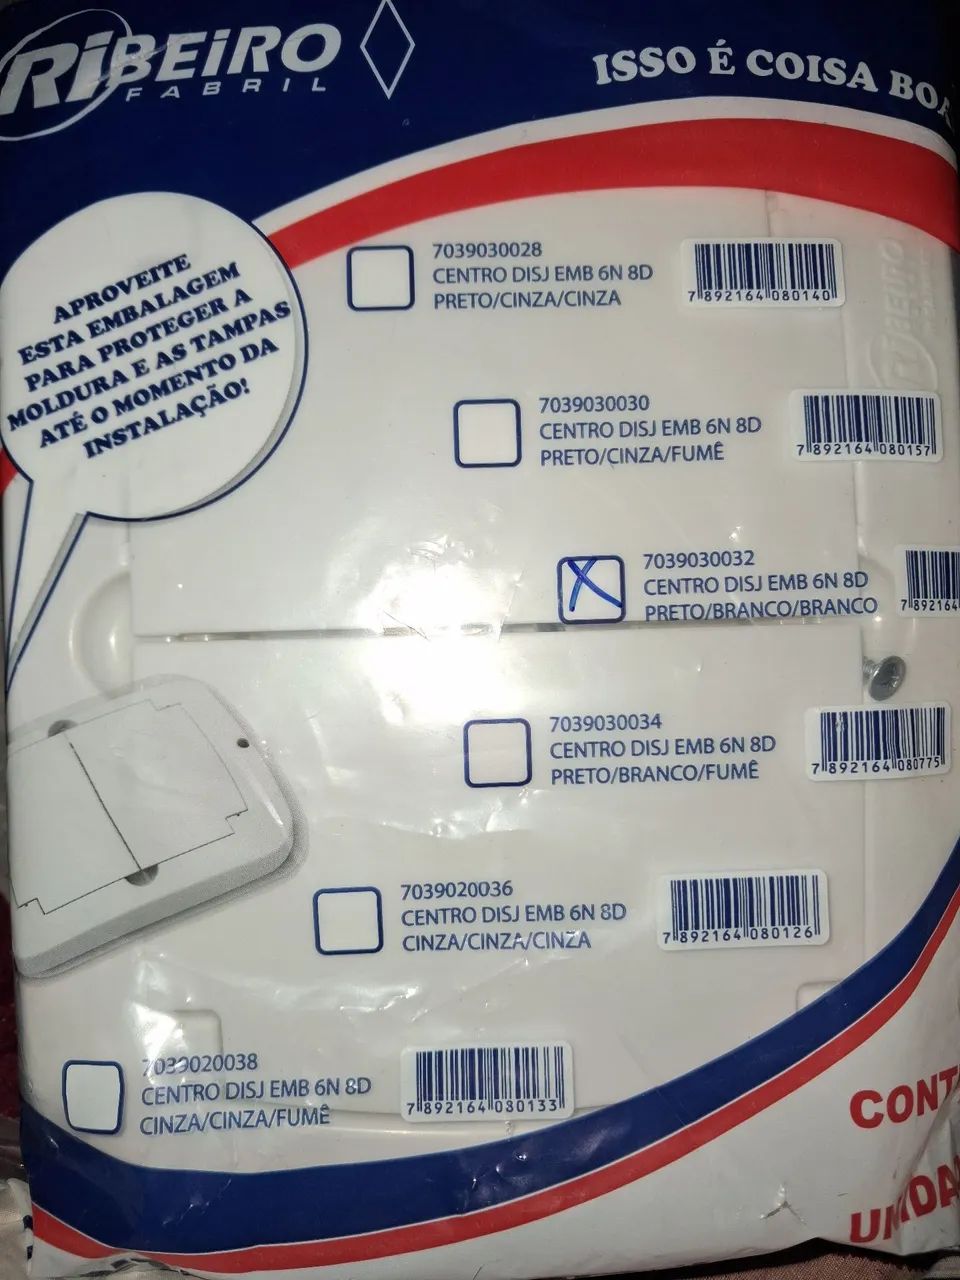 RIBEIRO
FABRIL
ISSO É COISA BOA
APROVEITE
ESTA EMBALAGEM
PARA PROTEGER A
MOLDURA E AS TAMPAS
ATÉ O MOMENTO DA
INSTALAÇÃO!
7039030028
CENTRO DISJ EMB 6N 8D
PRETO/CINZA/CINZA
7 892164 080140
7039030030
CENTRO DISJ EMB 6N 8D
PRETO/CINZA/FUMÊ
7 892164 080157
7039030032
CENTRO DISJ EMB 6N 8D
PRETO/BRANCO/BRANCO
7 892164
7039030034
CENTRO DISJ EMB 6N 8D
PRETO/BRANCO/FUMÊ
7 892164 080775
7039020036
CENTRO DISJ EMB 6N 8D
CINZA/CINZA/CINZA
7 892164 080126
7039020038
CENTRO DISJ EMB 6N 8D
CINZA/CINZA/FUMÊ
7 892164 080133
RIBEIRO